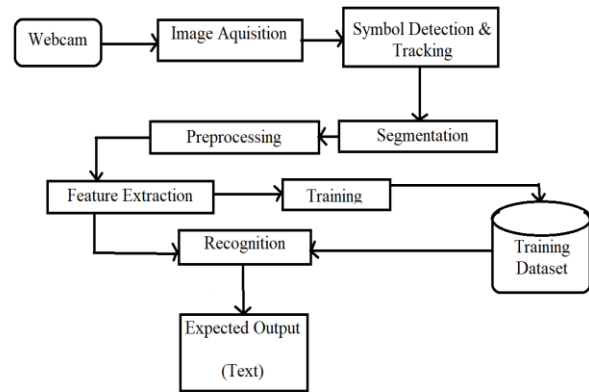 Webcam
Image Aquisition
Symbol Detection &
Tracking
Preprocessing
Segmentation
Feature Extraction
Training
Recognition
Training
Dataset
Expected Output
(Text)